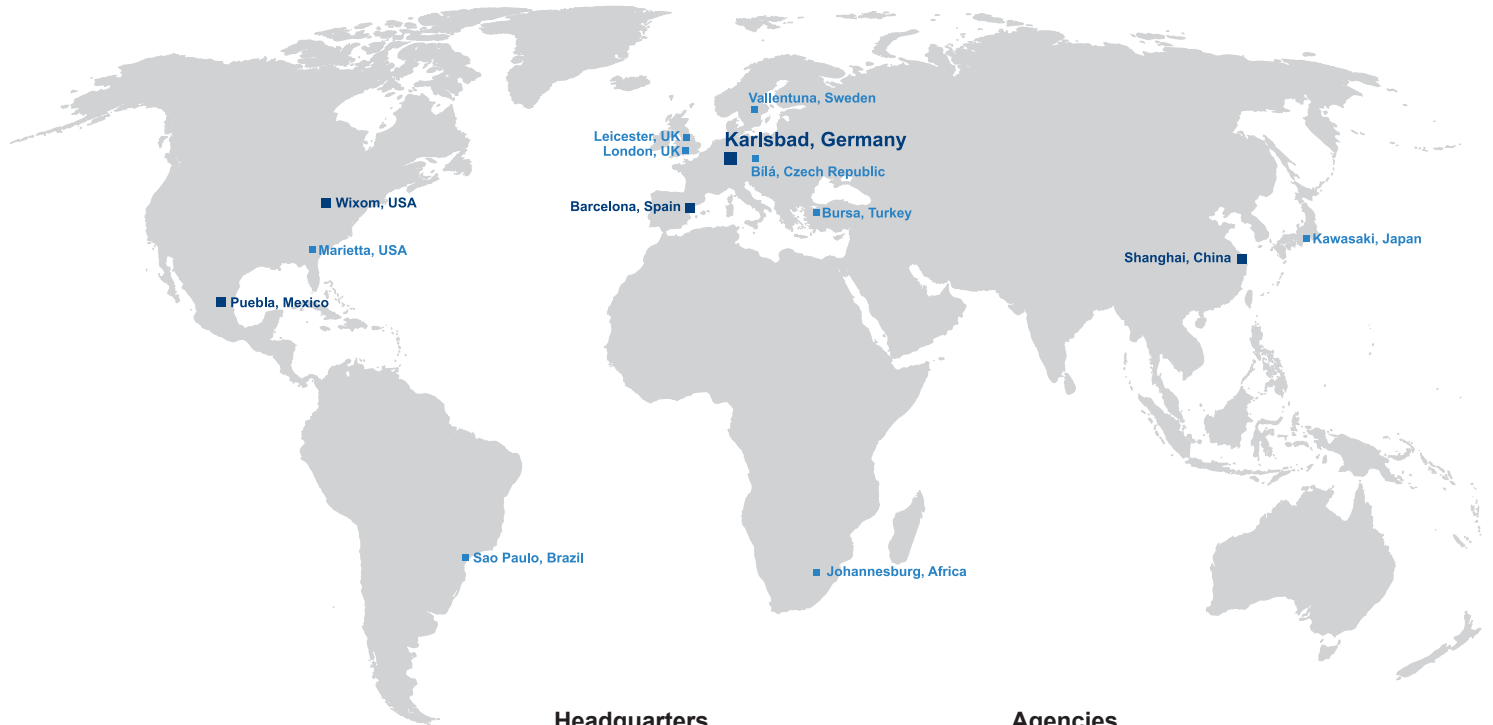 Vallentuna, Sweden
Leicester, UK
Karlsbad, Germany
London, UK
Bílá, Czech Republic
Wixom, USA
Barcelona, Spain
Bursa, Turkey
Kawasaki, Japan
Marietta, USA
Shanghai, China
Puebla, Mexico
Sao Paulo, Brazil
Johannesburg, Africa
Headquarters
Agencies